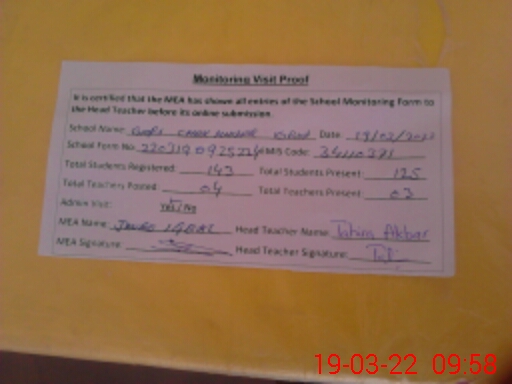 Monitoring Visit Proof
It is certified that the MEA has shown all entries of the School Monitoring Form to
the Head Teacher before its online submission.
School Name: Date 19/03/2022
School Form No: EMIS Code: 34110371
Total Students Registered: 143 Total Students Present: 125
Total Teachers Posted: 04 Total Teachers Present: 03
Admin Visit: Yes / No
MEA Name: IQBAL Head Teacher Name: Tahira Akbar
MEA Signature: Head Teacher Signature:
19-03-22 09:58